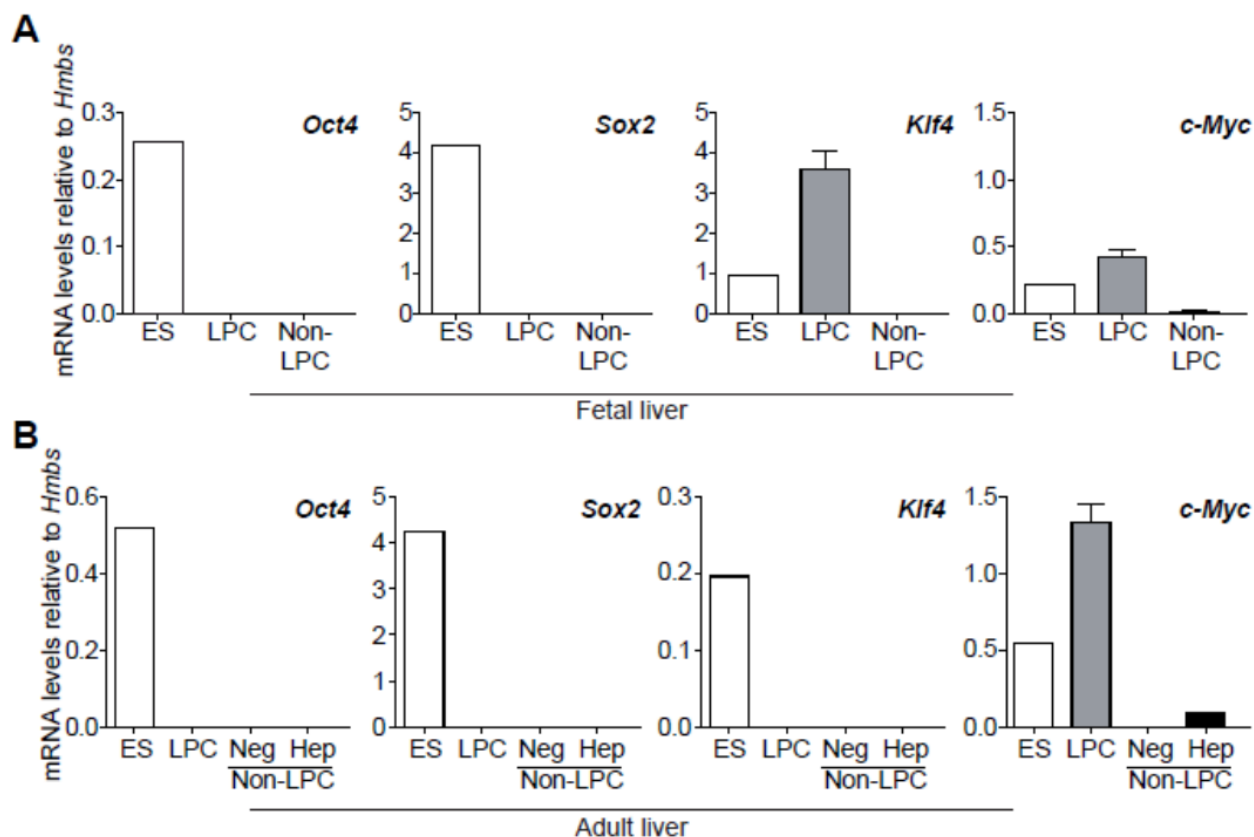 A
mRNA levels relative to Hmbs
Oct4
0.3
0.2
0.1
0.0
ES LPC Non-
LPC
Sox2
5
4
3
2
1
0
ES LPC Non-
LPC
Klf4
5
4
3
2
1
0
ES LPC Non-
LPC
c-Myc
1.5
1.0
0.5
0.0
ES LPC Non-
LPC
Fetal liver
B
mRNA levels relative to Hmbs
Oct4
0.6
0.4
0.2
0.0
ES LPC Neg Hep
Non-LPC
Sox2
5
4
3
2
1
0
ES LPC Neg Hep
Non-LPC
Klf4
0.3
0.2
0.1
0.0
ES LPC Neg Hep
Non-LPC
c-Myc
1.5
1.0
0.5
0.0
ES LPC Neg Hep
Non-LPC
Adult liver